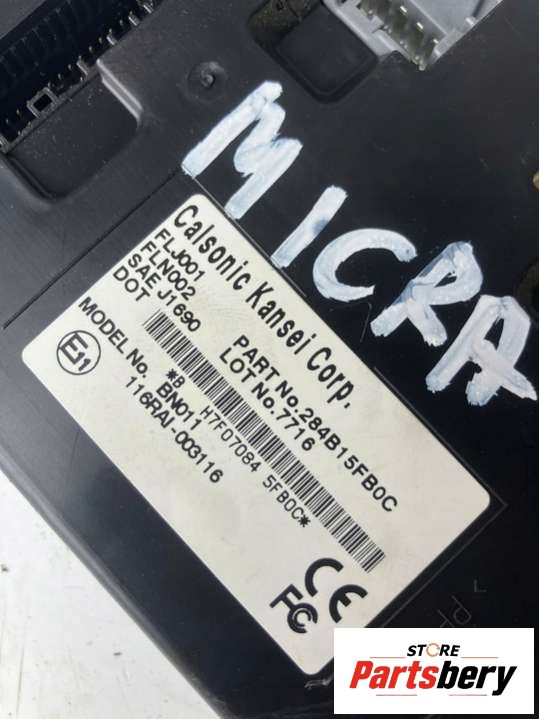 MICRA
Calsonic Kansei Corp.
FLJ001
FLN002
SAE J1690
DOT
PART No.284B15FB0C
LOT No.7716
E11
MODEL No. BN011
116RAI-003116
*B H7F07084 5FB0C*
CE
FC
STORE
Partsbery